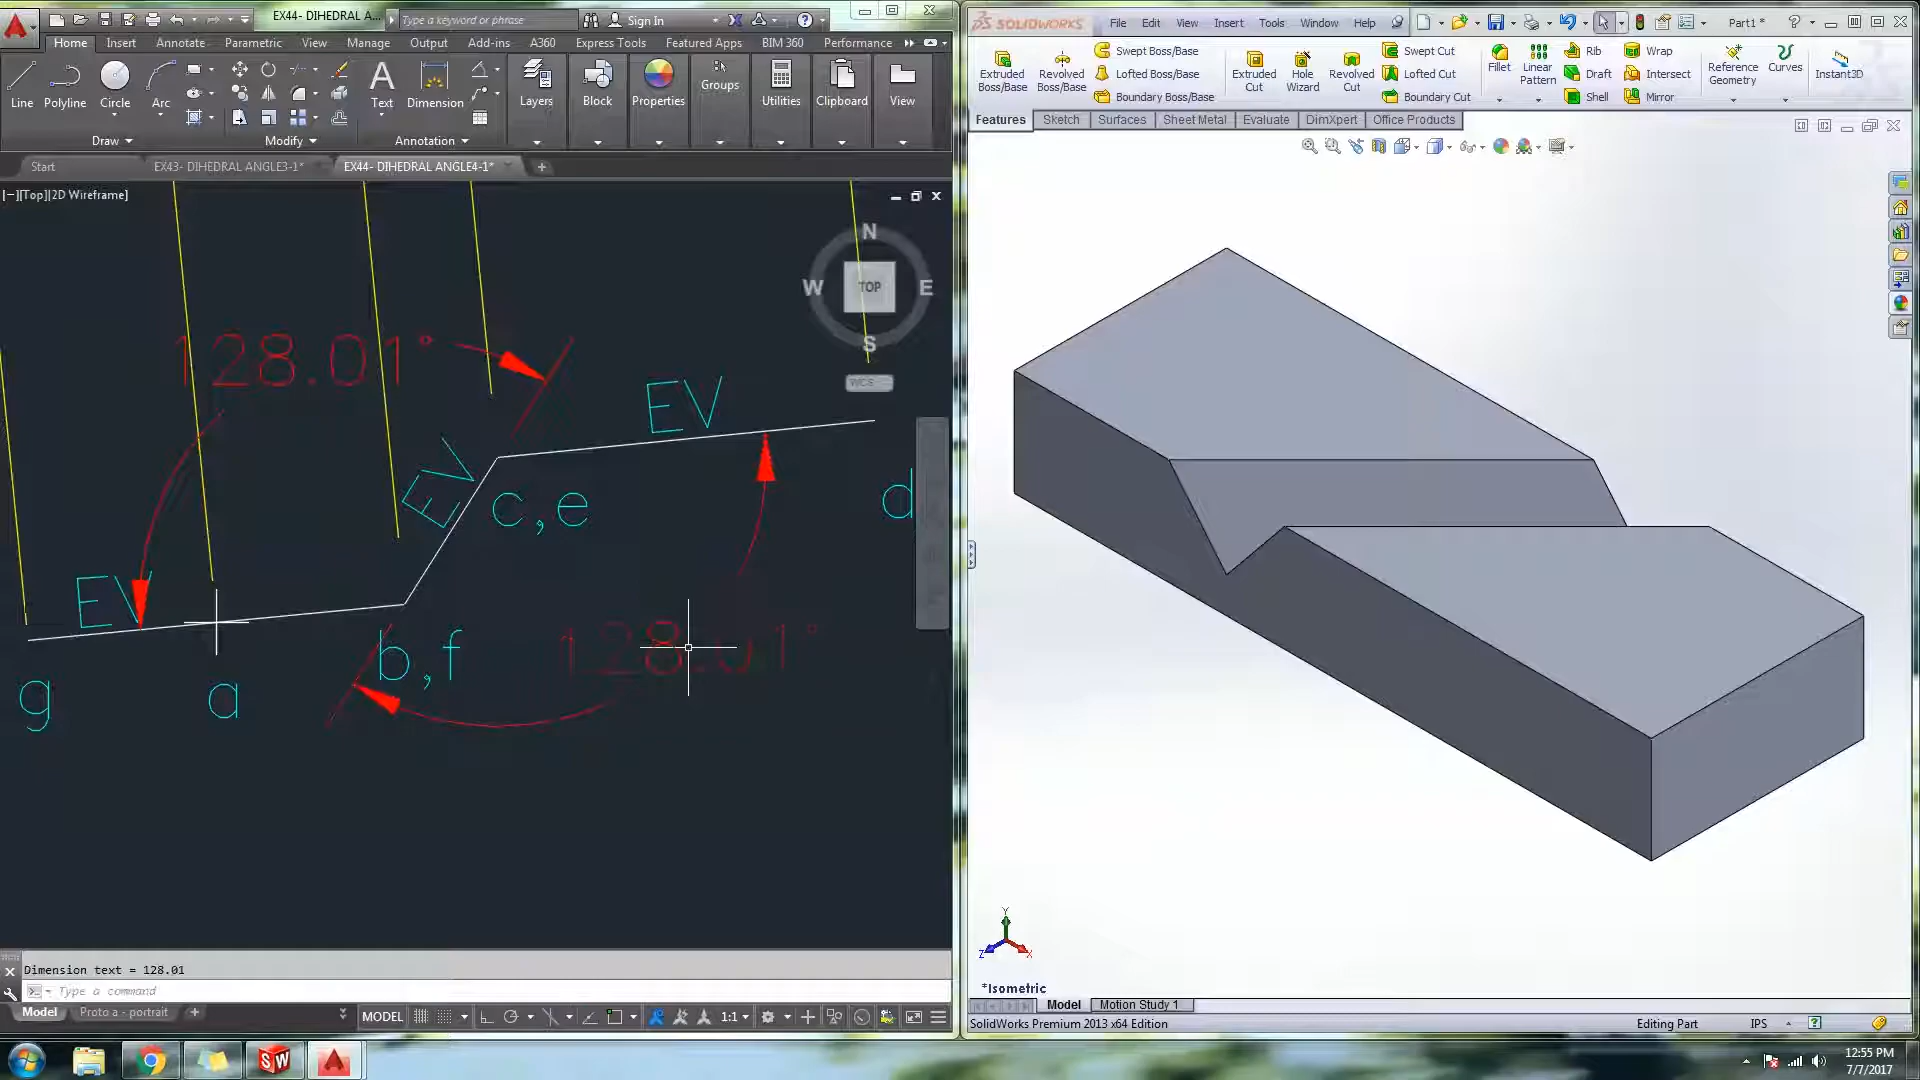 EX44- DIHEDRAL A...
Type a keyword or phrase
Sign In
Home Insert Annotate Parametric View Manage Output Add-ins A360 Express Tools Featured Apps BIM 360 Performance
Line Polyline Circle Arc Text Dimension Layers Block Properties Groups Utilities Clipboard View
Draw Modify Annotation
Start EX43- DIHEDRAL ANGLE3-1* EX44- DIHEDRAL ANGLE4-1*
[−][Top][2D Wireframe]
N
W TOP E
S
WCS
128.01°
EV
EV
c,e
d
EV
b,f
128.01°
g
a
Dimension text = 128.01
Type a command
Model Proto a - portrait
MODEL 1:1
SOLIDWORKS File Edit View Insert Tools Window Help Part1 *
Extruded Boss/Base
Revolved Boss/Base
Swept Boss/Base
Lofted Boss/Base
Boundary Boss/Base
Extruded Cut
Hole Wizard
Revolved Cut
Swept Cut
Lofted Cut
Boundary Cut
Fillet
Linear Pattern
Rib
Draft
Shell
Wrap
Intersect
Mirror
Reference Geometry
Curves
Instant3D
Features Sketch Surfaces Sheet Metal Evaluate DimXpert Office Products
Y
Z X
*Isometric
Model Motion Study 1
SolidWorks Premium 2013 x64 Edition Editing Part IPS
SW
12:55 PM
7/7/2017